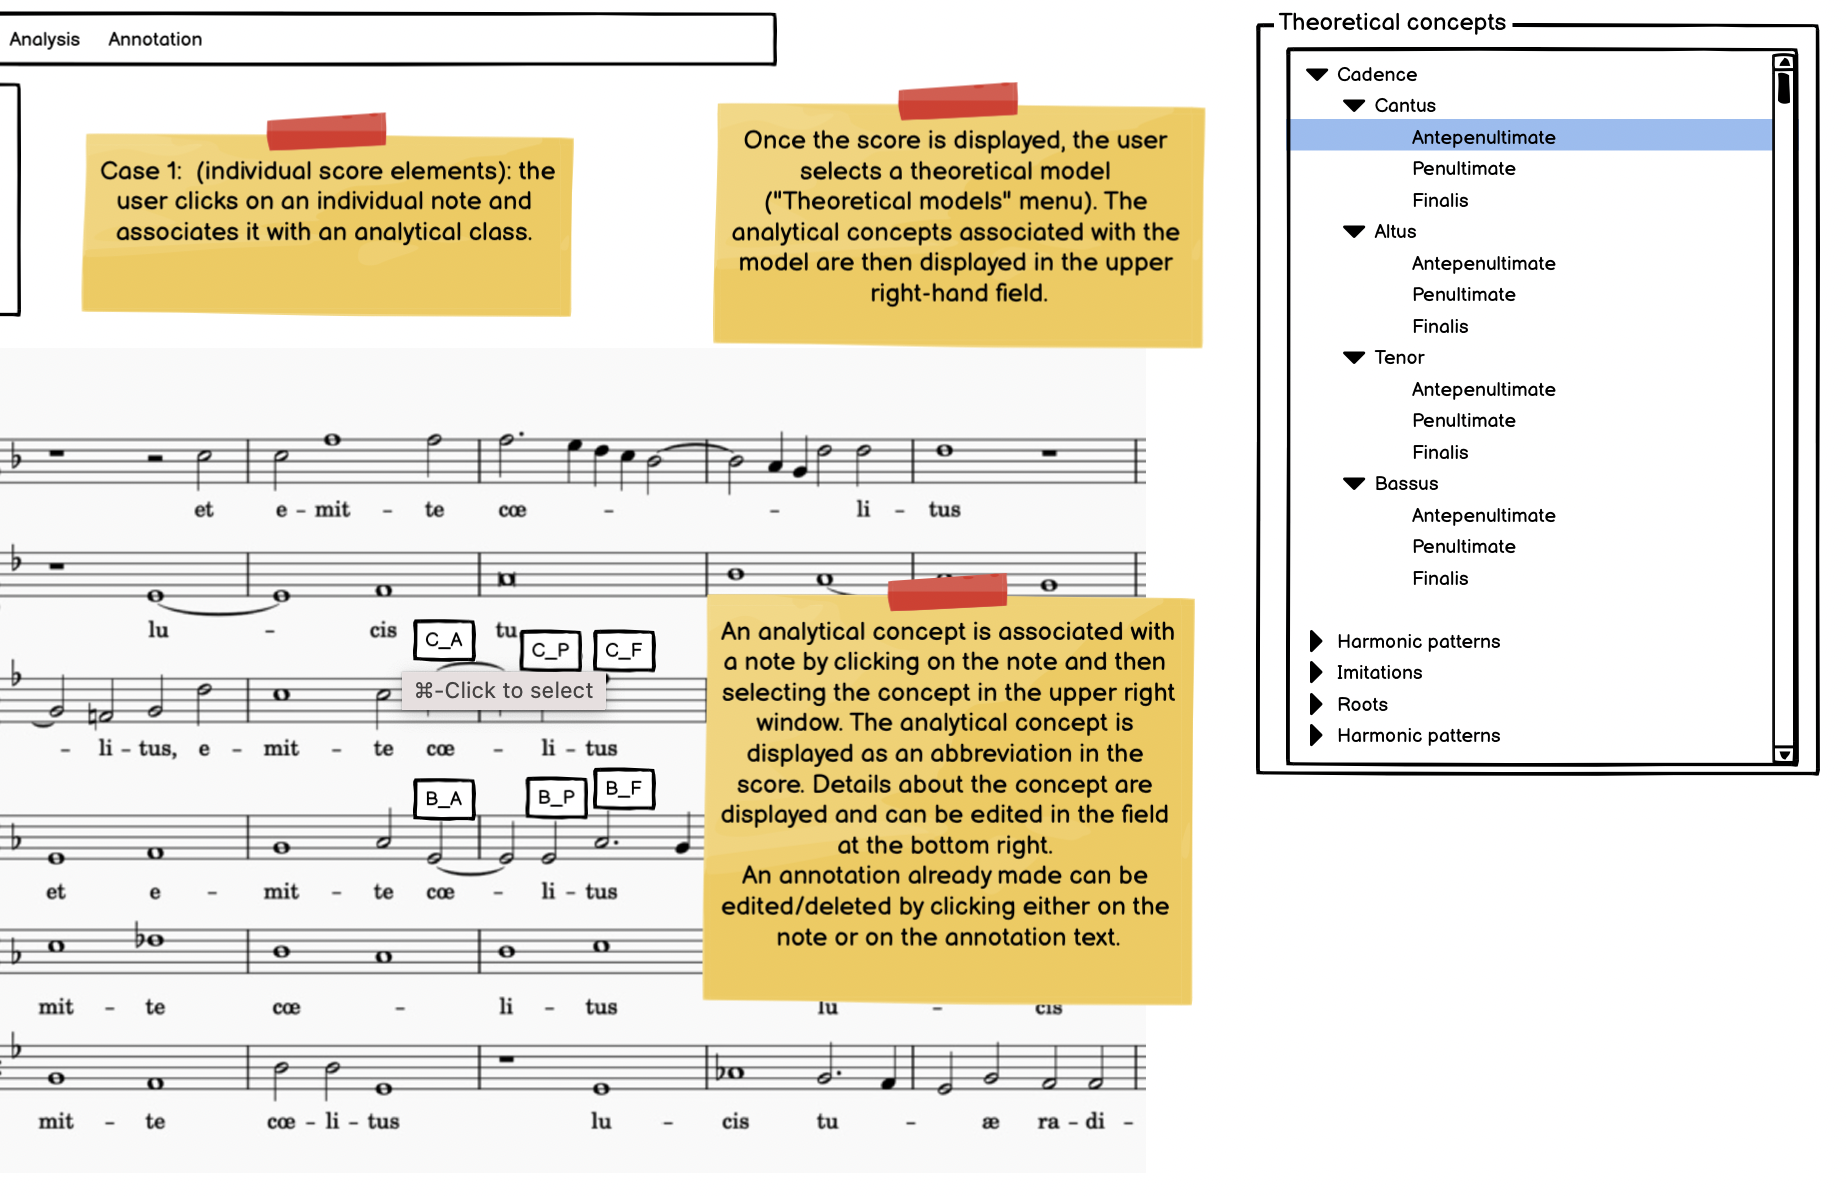 Analysis Annotation
Case 1: (individual score elements): the
user clicks on an individual note and
associates it with an analytical class.
Once the score is displayed, the user
selects a theoretical model
("Theoretical models" menu). The
analytical concepts associated with the
model are then displayed in the upper
right-hand field.
Theoretical concepts
Cadence
Cantus
Antepenultimate
Penultimate
Finalis
Altus
Antepenultimate
Penultimate
Finalis
Tenor
Antepenultimate
Penultimate
Finalis
Bassus
Antepenultimate
Penultimate
Finalis
Harmonic patterns
Imitations
Roots
Harmonic patterns
et e - mit - te cœ - - li - tus
lu - cis tu
C_A C_P C_F
⌘-Click to select
- li - tus, e - mit - te cœ - li - tus
B_A B_P B_F
et e - mit - te cœ - li - tus
An analytical concept is associated with
a note by clicking on the note and then
selecting the concept in the upper right
window. The analytical concept is
displayed as an abbreviation in the
score. Details about the concept are
displayed and can be edited in the field
at the bottom right.
An annotation already made can be
edited/deleted by clicking either on the
note or on the annotation text.
mit - te cœ - li - tus lu - cis
mit - te cœ - li - tus lu - cis tu - æ ra - di -